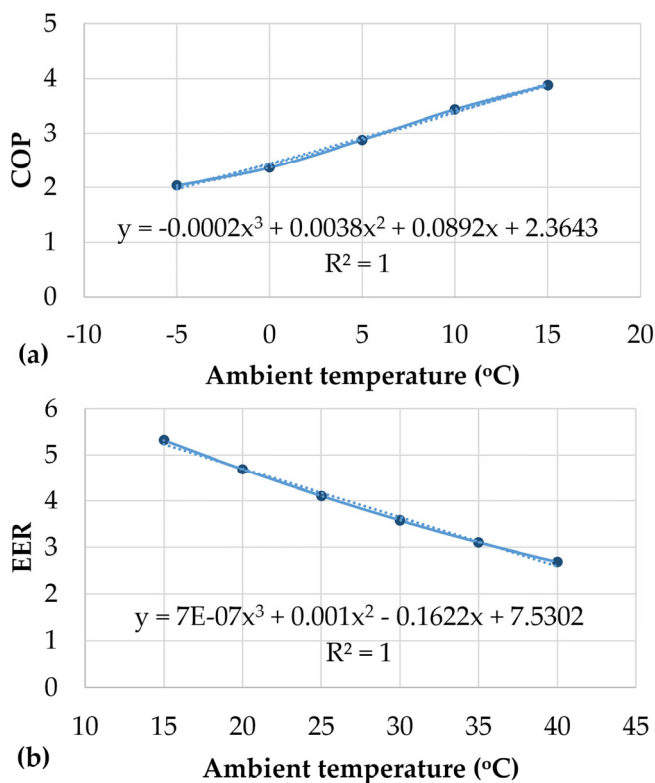 5
4
3
2
1
0
COP
y = -0.0002x³ + 0.0038x² + 0.0892x + 2.3643
R² = 1
-10 -5 0 5 10 15 20
(a)
Ambient temperature (ºC)
6
5
4
3
2
1
0
EER
y = 7E-07x³ + 0.001x² - 0.1622x + 7.5302
R² = 1
10 15 20 25 30 35 40 45
(b)
Ambient temperature (ºC)